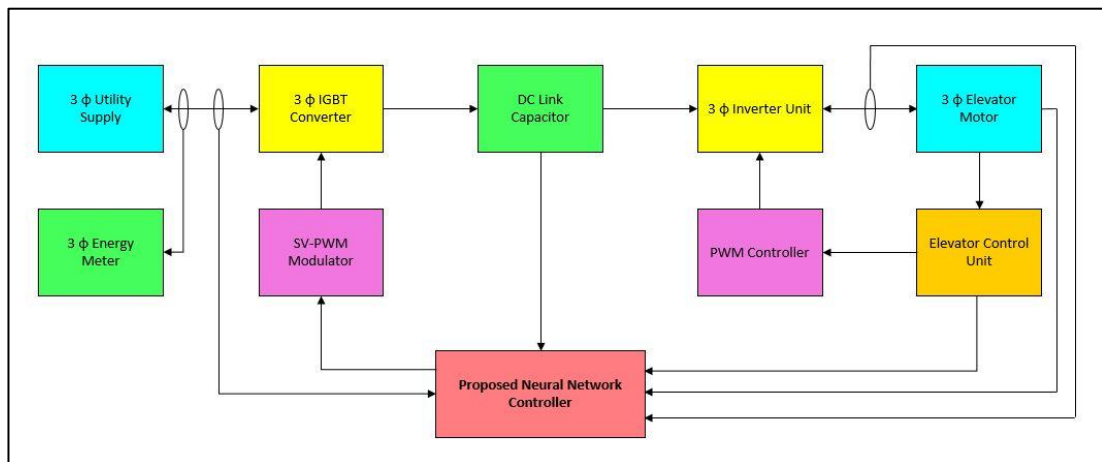 3 ϕ Utility
Supply
3 ϕ IGBT
Converter
DC Link
Capacitor
3 ϕ Inverter Unit
3 ϕ Elevator
Motor
3 ϕ Energy
Meter
SV-PWM
Modulator
PWM Controller
Elevator Control
Unit
Proposed Neural Network
Controller